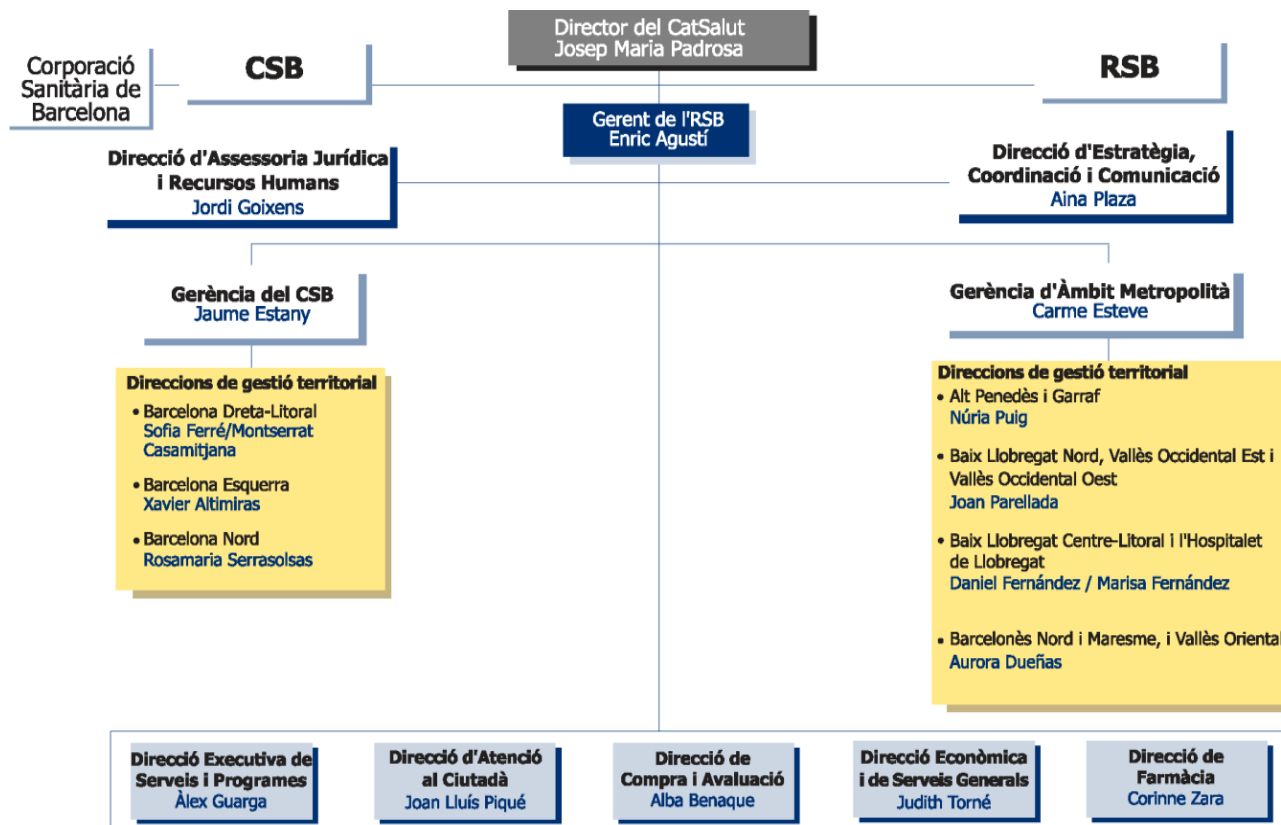 Director del CatSalut
Josep Maria Padrosa
Corporació
Sanitària de
Barcelona
CSB
RSB
Gerent de l'RSB
Enric Agustí
Direcció d'Assessoria Jurídica
i Recursos Humans
Jordi Goixens
Direcció d'Estratègia,
Coordinació i Comunicació
Aina Plaza
Gerència del CSB
Jaume Estany
Gerència d'Àmbit Metropolità
Carme Esteve
Direccions de gestió territorial
• Barcelona Dreta-Litoral
Sofia Ferré/Montserrat
Casamitjana
• Barcelona Esquerra
Xavier Altimiras
• Barcelona Nord
Rosamaria Serrasolsas
Direccions de gestió territorial
• Alt Penedès i Garraf
Núria Puig
• Baix Llobregat Nord, Vallès Occidental Est i
Vallès Occidental Oest
Joan Parellada
• Baix Llobregat Centre-Litoral i l'Hospitalet
de Llobregat
Daniel Fernández / Marisa Fernández
• Barcelonès Nord i Maresme, i Vallès Oriental
Aurora Dueñas
Direcció Executiva de
Serveis i Programes
Àlex Guarga
Direcció d'Atenció
al Ciutadà
Joan Lluís Piqué
Direcció de
Compra i Avaluació
Alba Benaque
Direcció Econòmica
i de Serveis Generals
Judith Torné
Direcció de
Farmàcia
Corinne Zara